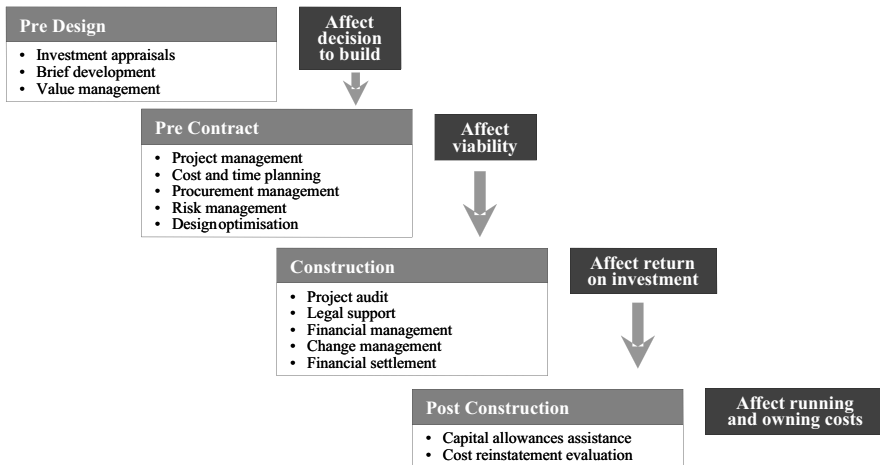 Pre Design
• Investment appraisals
• Brief development
• Value management
Affect
decision
to build
Pre Contract
• Project management
• Cost and time planning
• Procurement management
• Risk management
• Design optimisation
Affect
viability
Construction
• Project audit
• Legal support
• Financial management
• Change management
• Financial settlement
Affect return
on investment
Post Construction
• Capital allowances assistance
• Cost reinstatement evaluation
Affect running
and owning costs